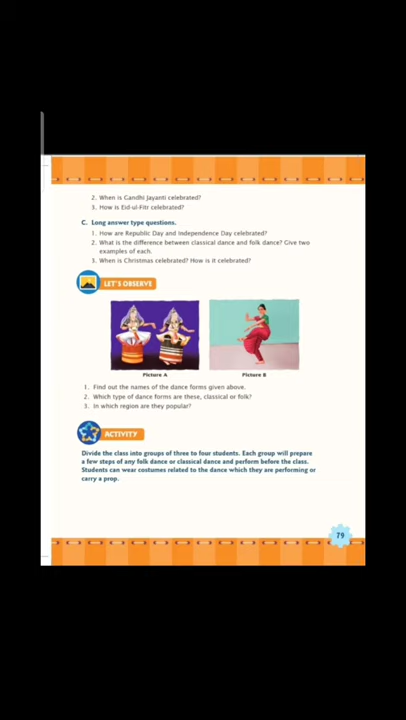 2. When is Gandhi Jayanti celebrated?
3. How is Eid-ul-Fitr celebrated?
C. Long answer type questions.
1. How are Republic Day and Independence Day celebrated?
2. What is the difference between classical dance and folk dance? Give two
examples of each.
3. When is Christmas celebrated? How is it celebrated?
LET'S OBSERVE
Picture A
Picture B
1. Find out the names of the dance forms given above.
2. Which type of dance forms are these, classical or folk?
3. In which region are they popular?
ACTIVITY
Divide the class into groups of three to four students. Each group will prepare
a few steps of any folk dance or classical dance and perform before the class.
Students can wear costumes related to the dance which they are performing or
carry a prop.
79